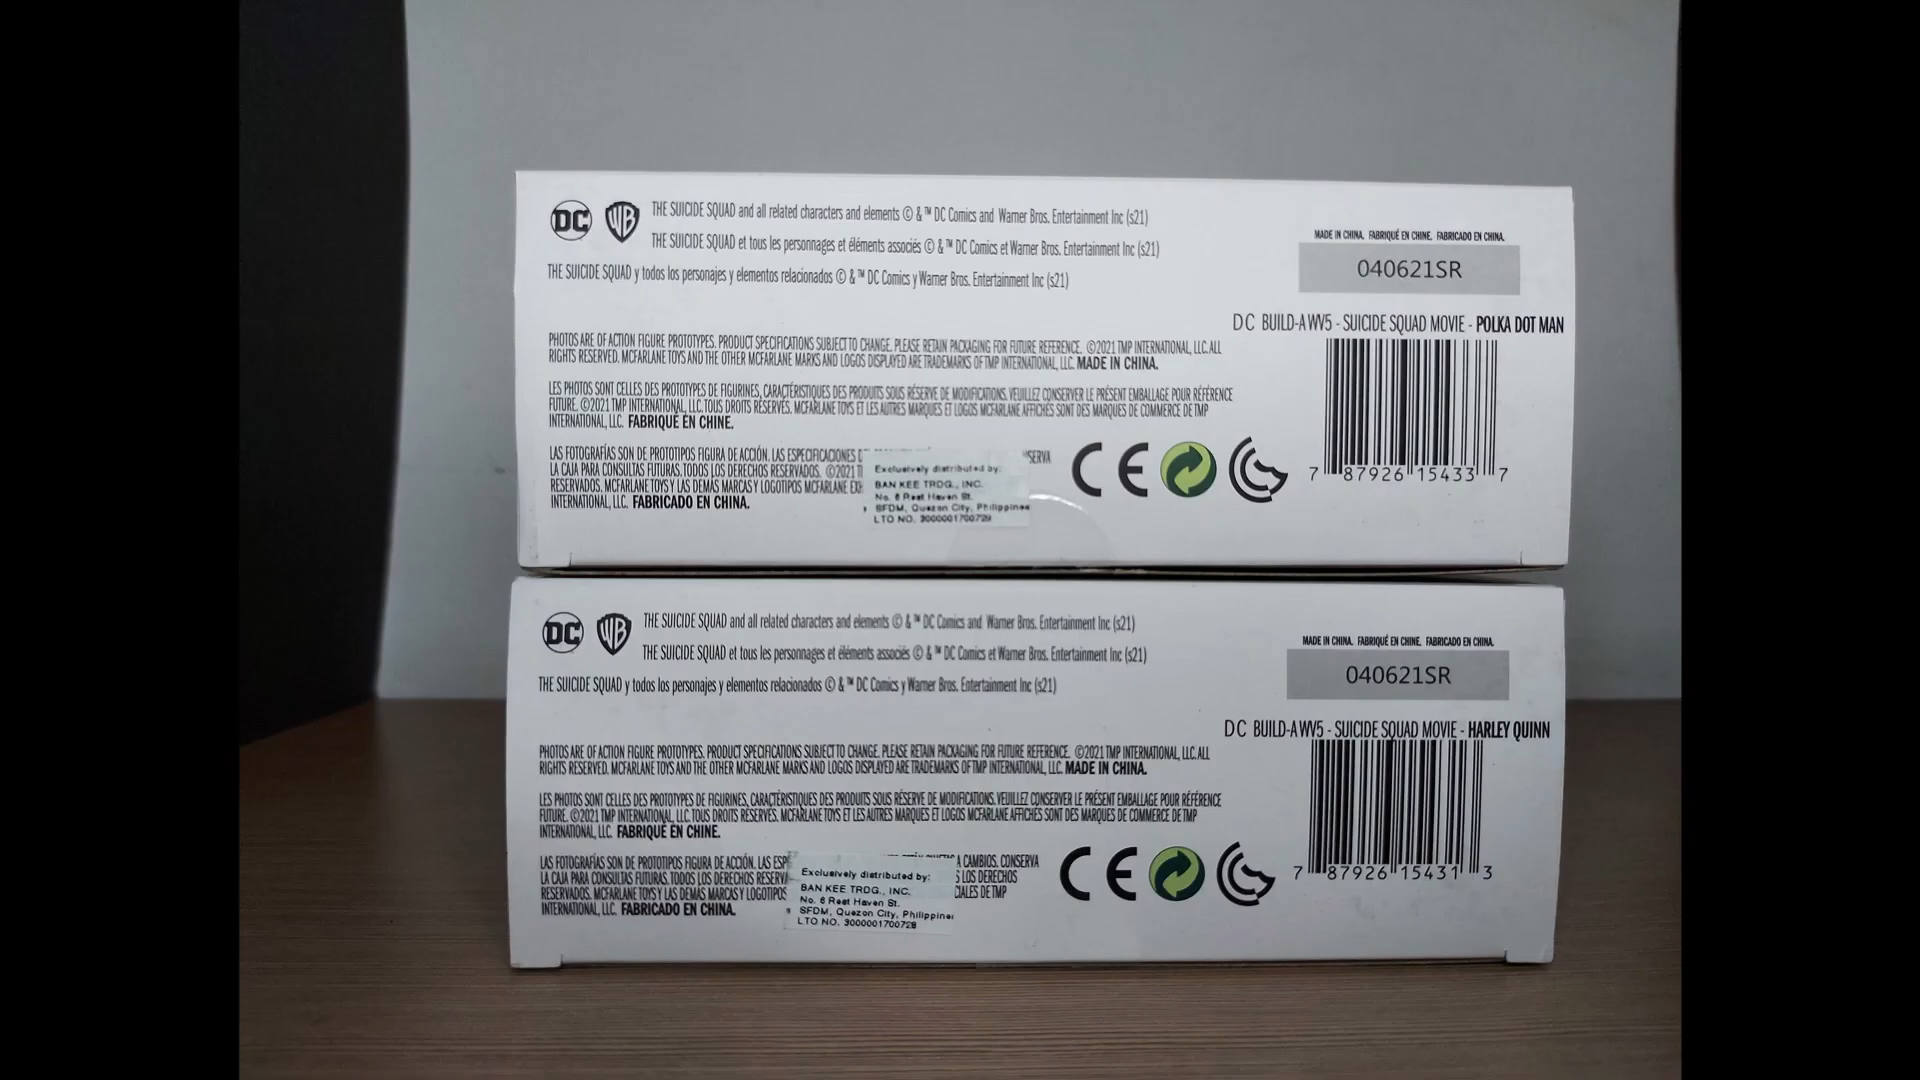 DC WB THE SUICIDE SQUAD and all related characters and elements © & ™ DC Comics and Warner Bros. Entertainment Inc (s21)
THE SUICIDE SQUAD et tous les personnages et éléments associés © & ™ DC Comics et Warner Bros. Entertainment Inc (s21)
THE SUICIDE SQUAD y todos los personajes y elementos relacionados © & ™ DC Comics y Warner Bros. Entertainment Inc (s21)
MADE IN CHINA. FABRIQUÉ EN CHINE. FABRICADO EN CHINA.
040621SR
DC BUILD-A WV5 - SUICIDE SQUAD MOVIE - POLKA DOT MAN
PHOTOS ARE OF ACTION FIGURE PROTOTYPES. PRODUCT SPECIFICATIONS SUBJECT TO CHANGE. PLEASE RETAIN PACKAGING FOR FUTURE REFERENCE. ©2021 TMP INTERNATIONAL, LLC. ALL
RIGHTS RESERVED. MCFARLANE TOYS AND THE OTHER MCFARLANE MARKS AND LOGOS DISPLAYED ARE TRADEMARKS OF TMP INTERNATIONAL, LLC. MADE IN CHINA.
LES PHOTOS SONT CELLES DES PROTOTYPES DE FIGURINES, CARACTÉRISTIQUES DES PRODUITS SOUS RÉSERVE DE MODIFICATIONS. VEUILLEZ CONSERVER LE PRÉSENT EMBALLAGE POUR RÉFÉRENCE
FUTURE. ©2021 TMP INTERNATIONAL, LLC. TOUS DROITS RÉSERVÉS. MCFARLANE TOYS ET LES AUTRES MARQUES ET LOGOS MCFARLANE AFFICHÉS SONT DES MARQUES DE COMMERCE DE TMP
INTERNATIONAL, LLC. FABRIQUÉ EN CHINE.
LAS FOTOGRAFÍAS SON DE PROTOTIPOS FIGURA DE ACCIÓN. LAS ESPECIFICACIONES
LA CAJA PARA CONSULTAS FUTURAS. TODOS LOS DERECHOS RESERVADOS. ©2021
RESERVADOS. MCFARLANE TOYS Y LAS DEMÁS MARCAS Y LOGOTIPOS MCFARLANE
INTERNATIONAL, LLC. FABRICADO EN CHINA.
Exclusively distributed by:
BAN KEE TRDG., INC.
No. 6 Rest Haven St.
SFDM, Quezon City, Philippines
LTO NO. 3000001700729
CE
7 87926 15433 7
DC WB THE SUICIDE SQUAD and all related characters and elements © & ™ DC Comics and Warner Bros. Entertainment Inc (s21)
THE SUICIDE SQUAD et tous les personnages et éléments associés © & ™ DC Comics et Warner Bros. Entertainment Inc (s21)
THE SUICIDE SQUAD y todos los personajes y elementos relacionados © & ™ DC Comics y Warner Bros. Entertainment Inc (s21)
MADE IN CHINA. FABRIQUÉ EN CHINE. FABRICADO EN CHINA.
040621SR
DC BUILD-A WV5 - SUICIDE SQUAD MOVIE - HARLEY QUINN
PHOTOS ARE OF ACTION FIGURE PROTOTYPES. PRODUCT SPECIFICATIONS SUBJECT TO CHANGE. PLEASE RETAIN PACKAGING FOR FUTURE REFERENCE. ©2021 TMP INTERNATIONAL, LLC. ALL
RIGHTS RESERVED. MCFARLANE TOYS AND THE OTHER MCFARLANE MARKS AND LOGOS DISPLAYED ARE TRADEMARKS OF TMP INTERNATIONAL, LLC. MADE IN CHINA.
LES PHOTOS SONT CELLES DES PROTOTYPES DE FIGURINES, CARACTÉRISTIQUES DES PRODUITS SOUS RÉSERVE DE MODIFICATIONS. VEUILLEZ CONSERVER LE PRÉSENT EMBALLAGE POUR RÉFÉRENCE
FUTURE. ©2021 TMP INTERNATIONAL, LLC. TOUS DROITS RÉSERVÉS. MCFARLANE TOYS ET LES AUTRES MARQUES ET LOGOS MCFARLANE AFFICHÉS SONT DES MARQUES DE COMMERCE DE TMP
INTERNATIONAL, LLC. FABRIQUÉ EN CHINE.
LAS FOTOGRAFÍAS SON DE PROTOTIPOS FIGURA DE ACCIÓN. LAS A CAMBIOS. CONSERVA
LA CAJA PARA CONSULTAS FUTURAS. TODOS LOS DERECHOS LOS DERECHOS
RESERVADOS. MCFARLANE TOYS Y LAS DEMÁS MARCAS Y LOGOTIPOS DE TMP
INTERNATIONAL, LLC. FABRICADO EN CHINA.
Exclusively distributed by:
BAN KEE TRDG., INC.
No. 6 Rest Haven St.
SFDM, Quezon City, Philippines
LTO NO. 3000001700729
CE
7 87926 15431 3